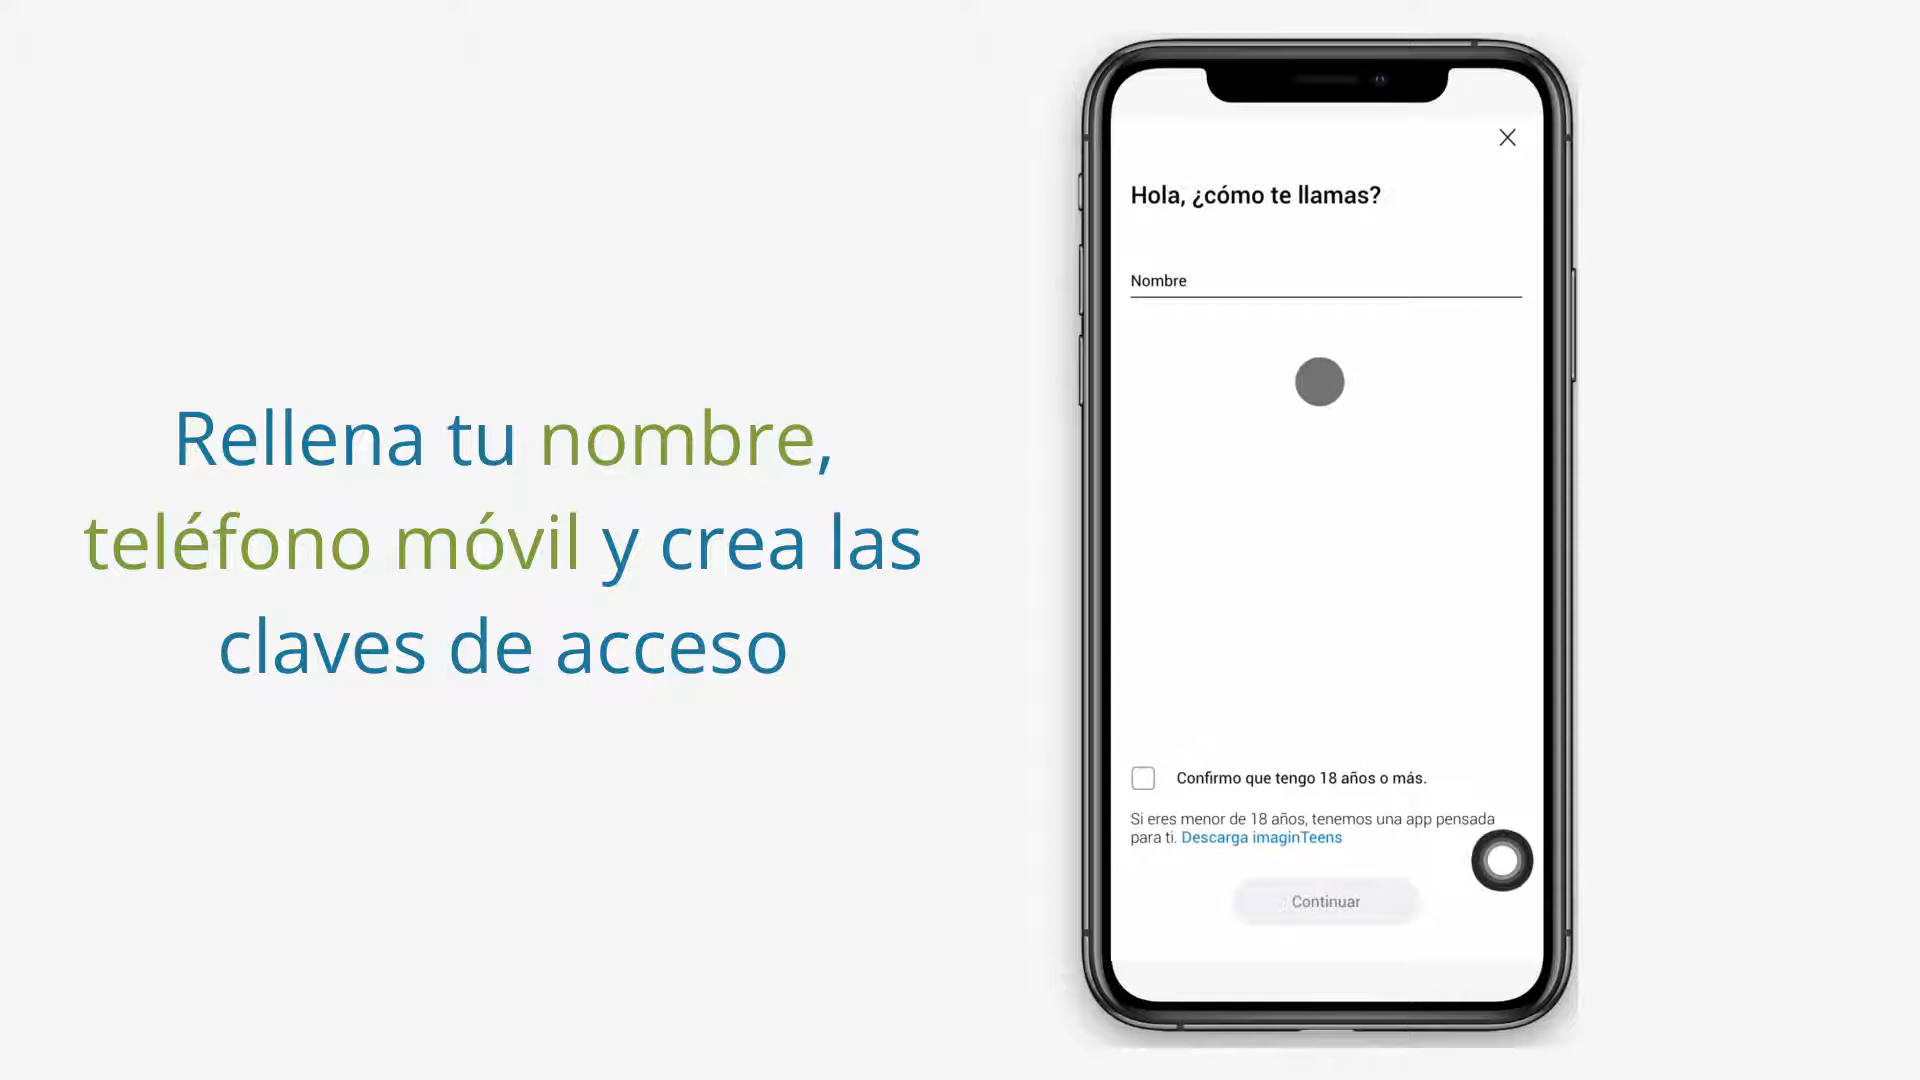 Rellena tu nombre,
teléfono móvil y crea las
claves de acceso
Hola, ¿cómo te llamas?
Nombre
Confirmo que tengo 18 años o más.
Si eres menor de 18 años, tenemos una app pensada
para ti. Descarga imaginTeens
Continuar